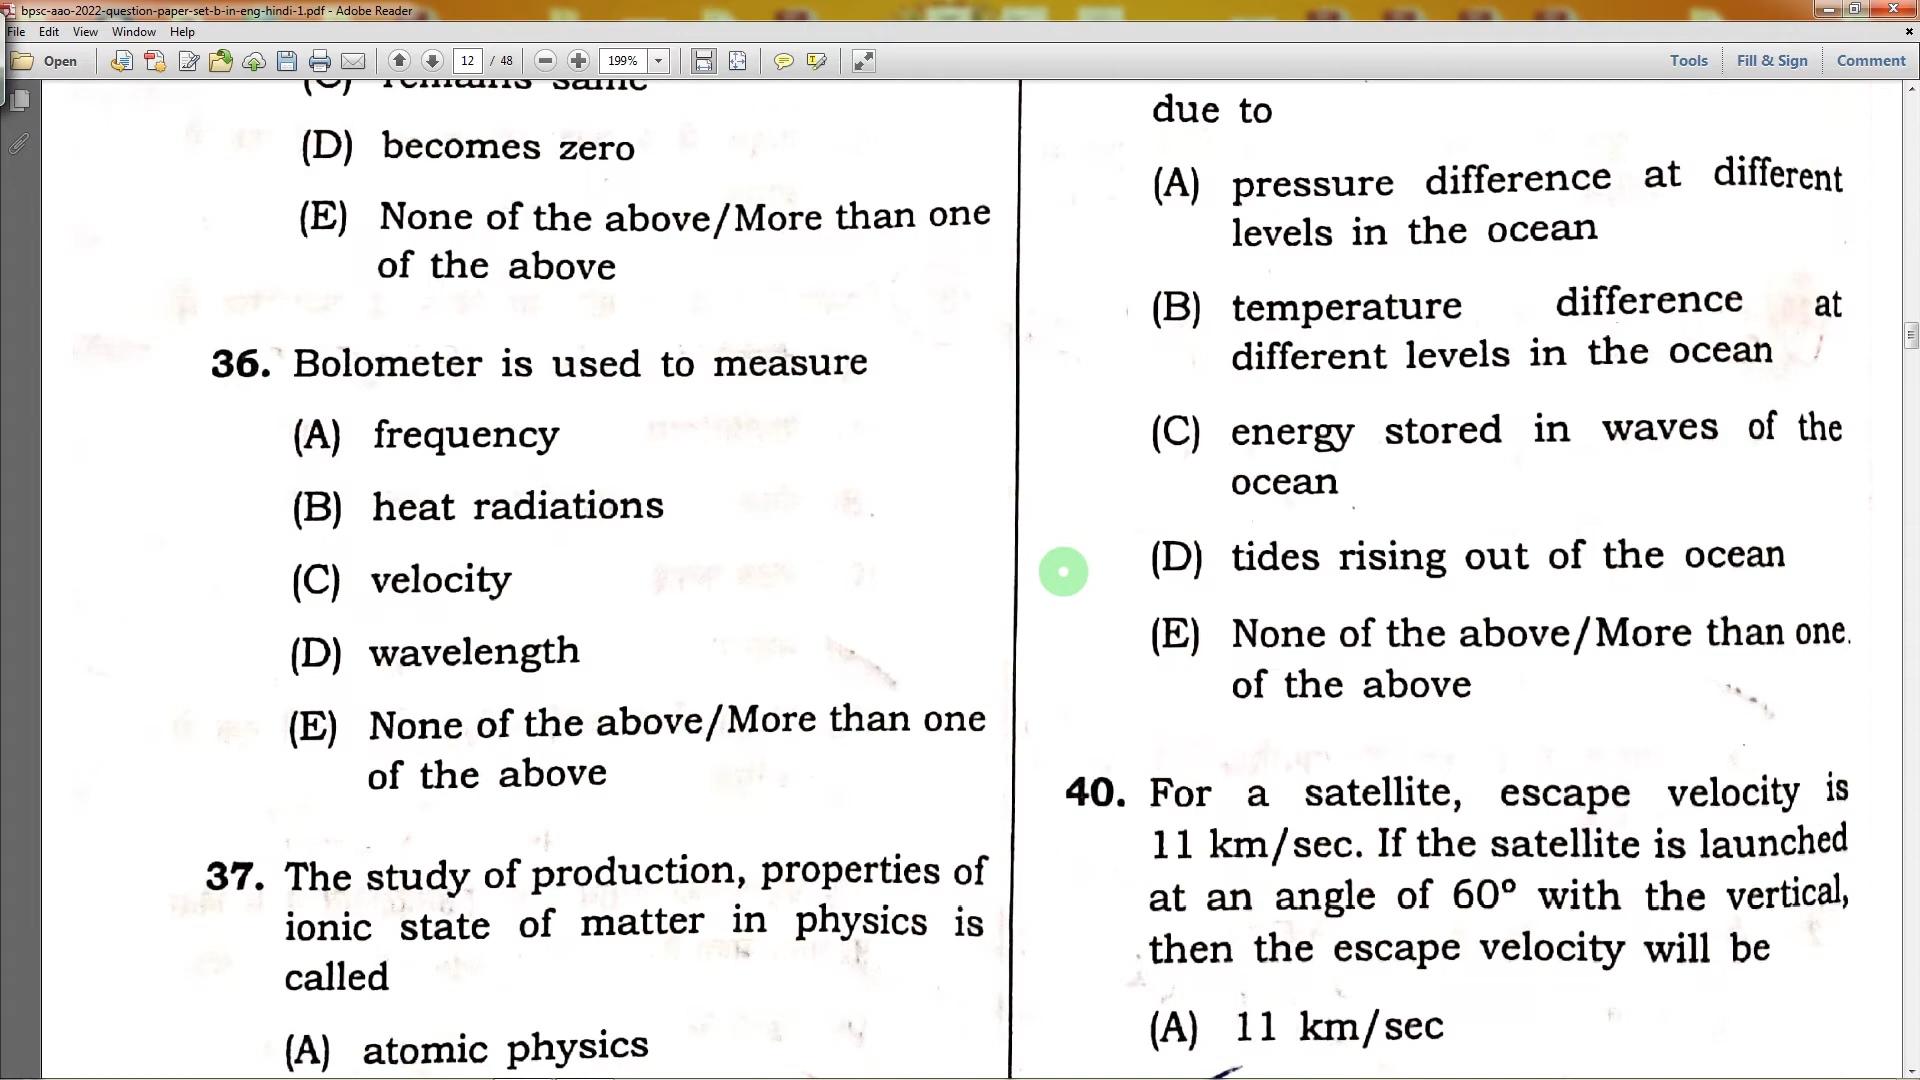 bpsc-aao-2022-question-paper-set-b-in-eng-hindi-1.pdf - Adobe Reader
File Edit View Window Help
Open 12 / 48 199% Tools Fill & Sign Comment
(C) remains same
(D) becomes zero
(E) None of the above/More than one
of the above
36. Bolometer is used to measure
(A) frequency
(B) heat radiations
(C) velocity
(D) wavelength
(E) None of the above/More than one
of the above
37. The study of production, properties of
ionic state of matter in physics is
called
(A) atomic physics
due to
(A) pressure difference at different
levels in the ocean
(B) temperature difference at
different levels in the ocean
(C) energy stored in waves of the
ocean
(D) tides rising out of the ocean
(E) None of the above/More than one
of the above
40. For a satellite, escape velocity is
11 km/sec. If the satellite is launched
at an angle of 60º with the vertical,
then the escape velocity will be
(A) 11 km/sec